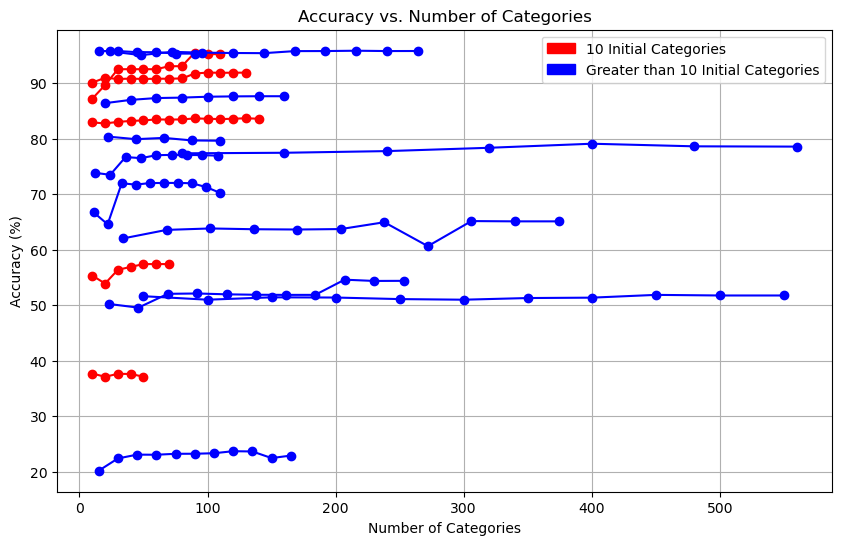 Accuracy vs. Number of Categories
10 Initial Categories
Greater than 10 Initial Categories
Accuracy (%)
90
80
70
60
50
40
30
20
0 100 200 300 400 500
Number of Categories